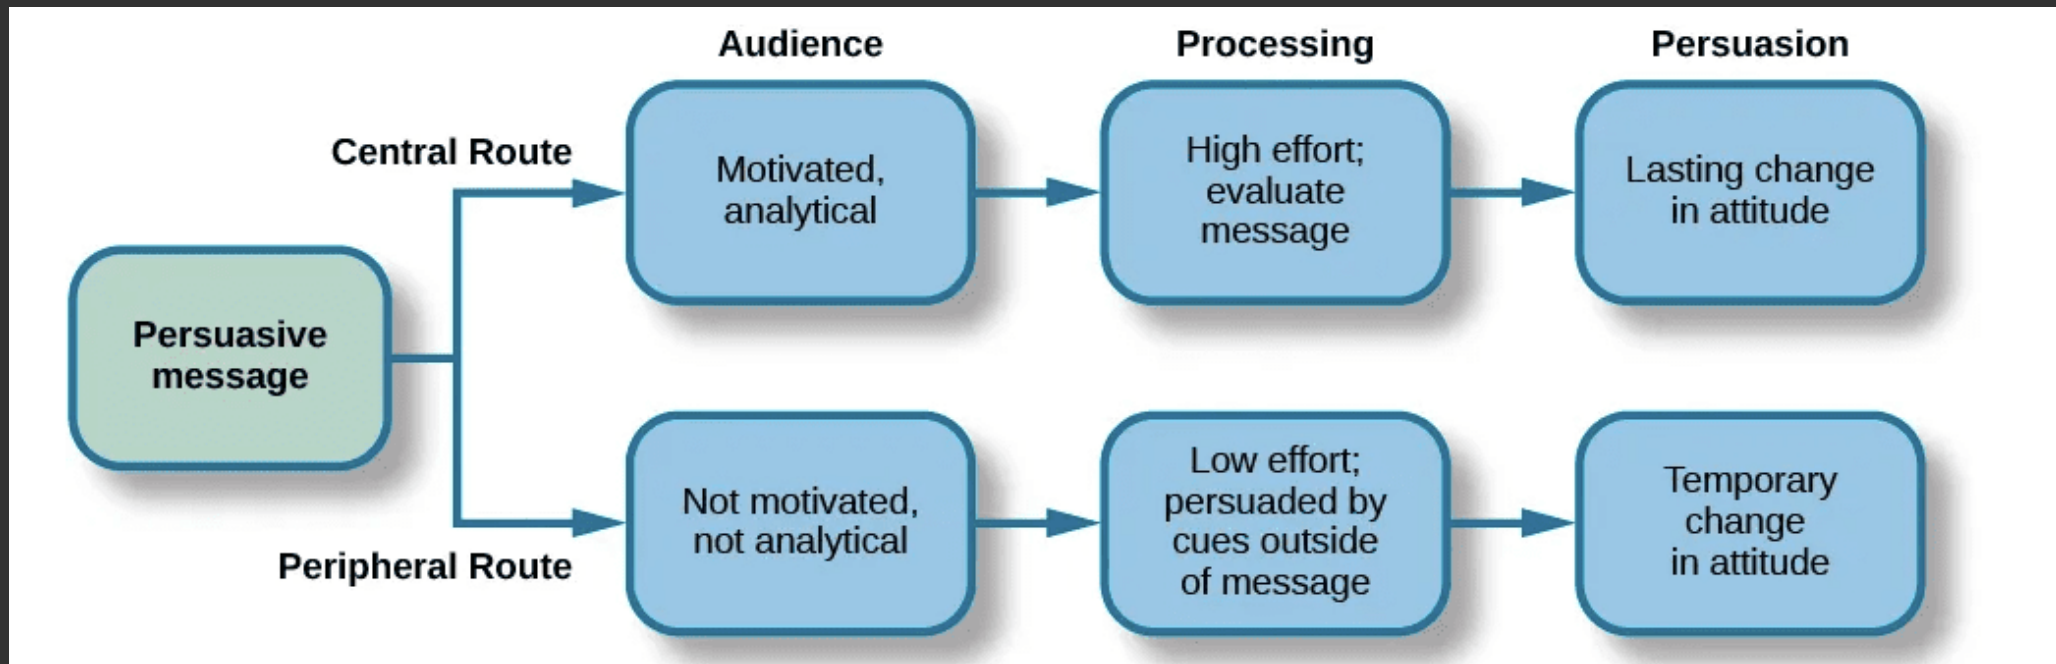 Audience
Processing
Persuasion
Central Route
Motivated,
analytical
High effort;
evaluate
message
Lasting change
in attitude
Persuasive
message
Peripheral Route
Not motivated,
not analytical
Low effort;
persuaded by
cues outside
of message
Temporary
change
in attitude